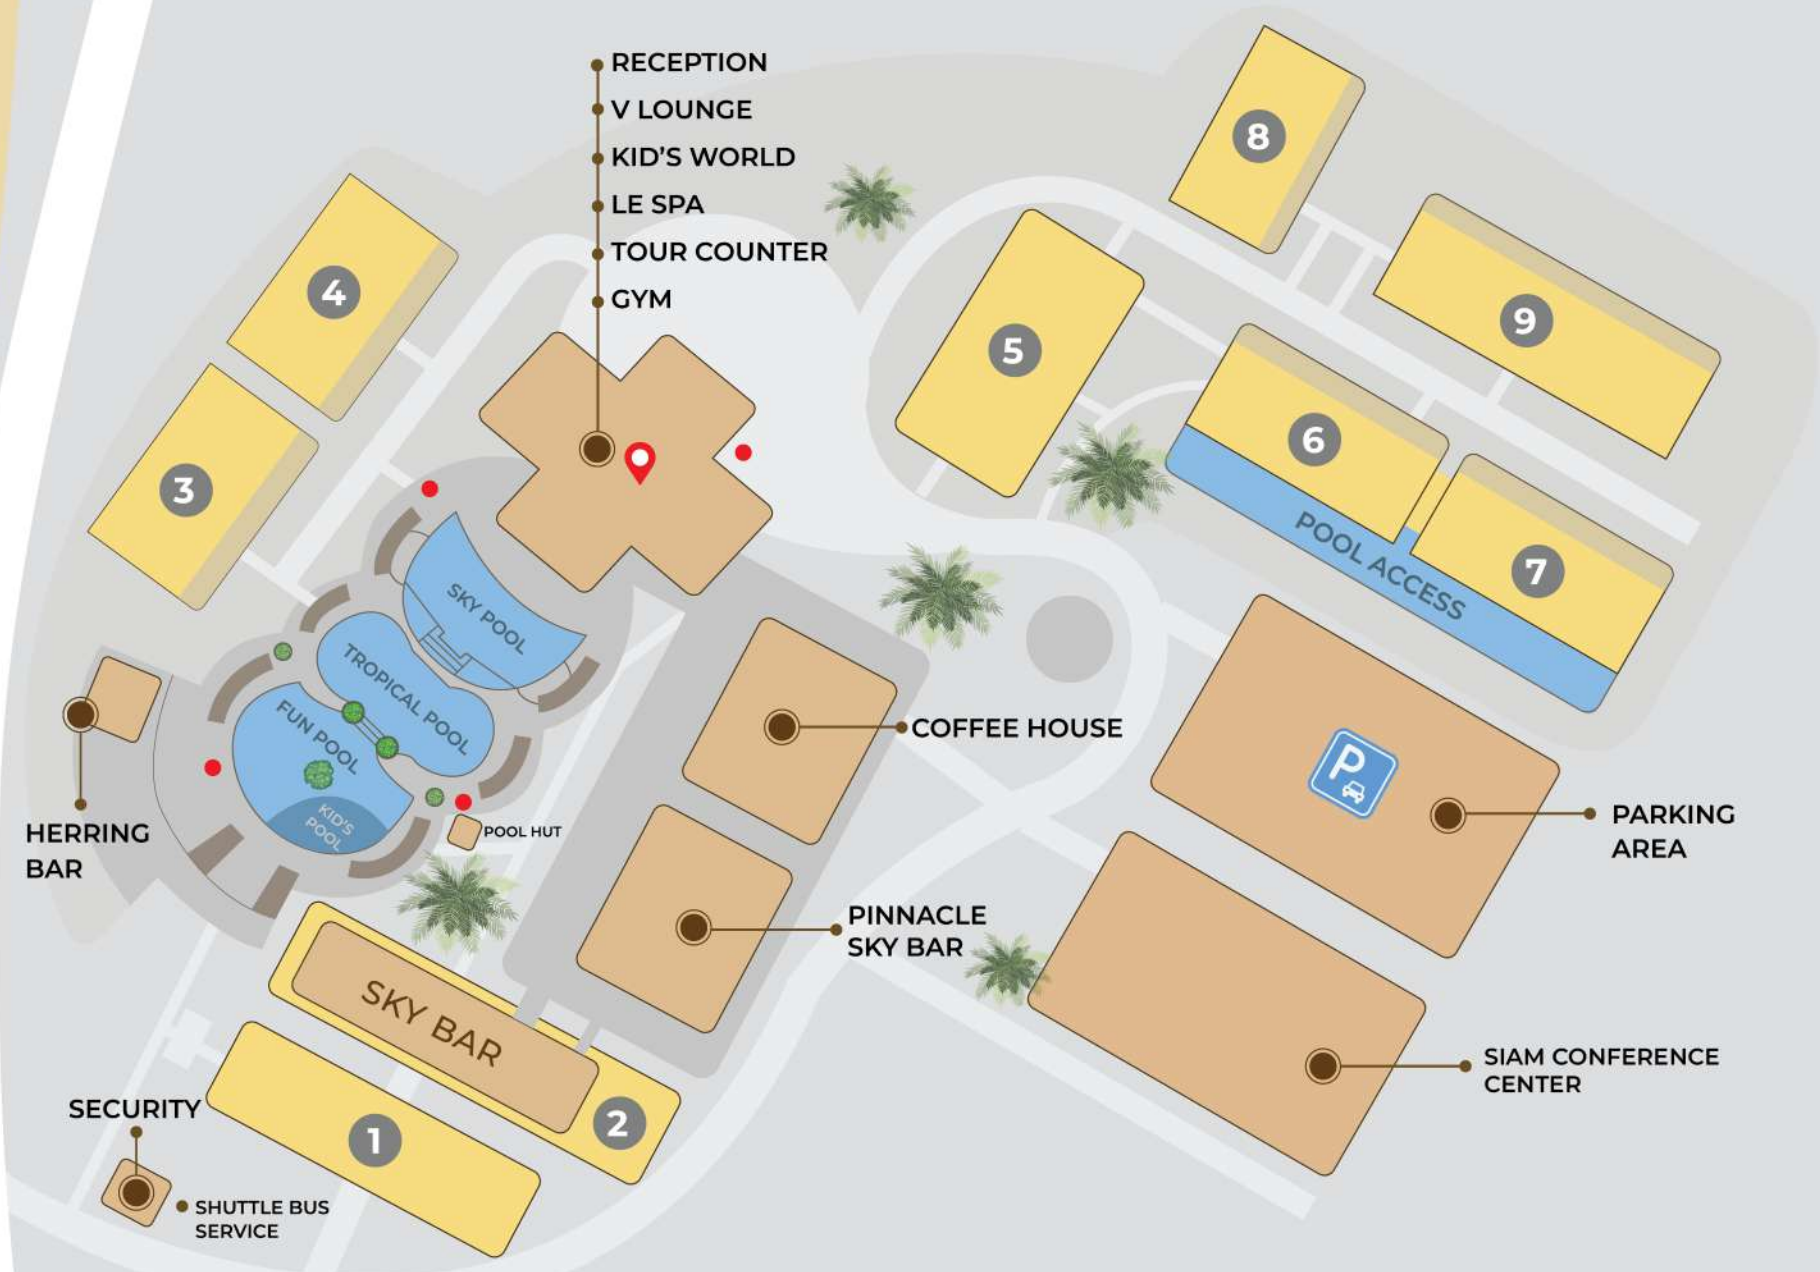 RECEPTION
V LOUNGE
KID'S WORLD
LE SPA
TOUR COUNTER
GYM
8
9
4
5
6
3
7
POOL ACCESS
SKY POOL
TROPICAL POOL
FUN POOL
KID'S
POOL
POOL HUT
HERRING
BAR
COFFEE HOUSE
P
PARKING
AREA
PINNACLE
SKY BAR
SKY BAR
2
1
SIAM CONFERENCE
CENTER
SECURITY
SHUTTLE BUS
SERVICE